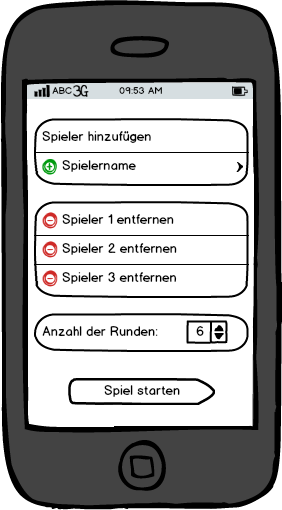 ABC 3G 09:53 AM
Spieler hinzufügen
Spielername
Spieler 1 entfernen
Spieler 2 entfernen
Spieler 3 entfernen
Anzahl der Runden: 6
Spiel starten